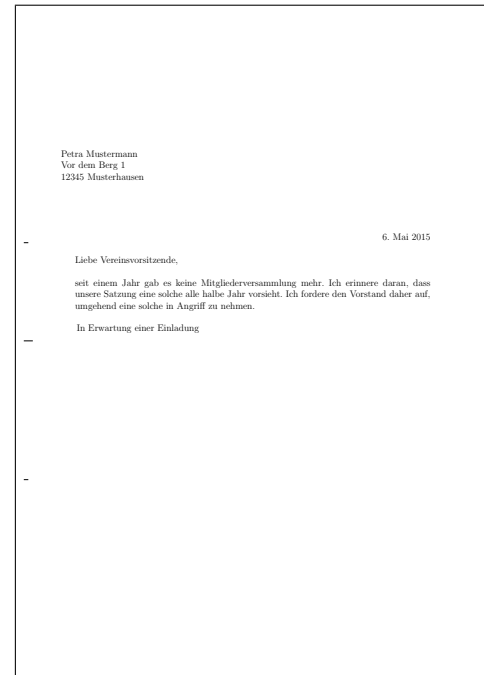 Petra Mustermann
Vor dem Berg 1
12345 Musterhausen
6. Mai 2015
Liebe Vereinsvorsitzende,
seit einem Jahr gab es keine Mitgliederversammlung mehr. Ich erinnere daran, dass
unsere Satzung eine solche alle halbe Jahr vorsieht. Ich fordere den Vorstand daher auf,
umgehend eine solche in Angriff zu nehmen.
In Erwartung einer Einladung